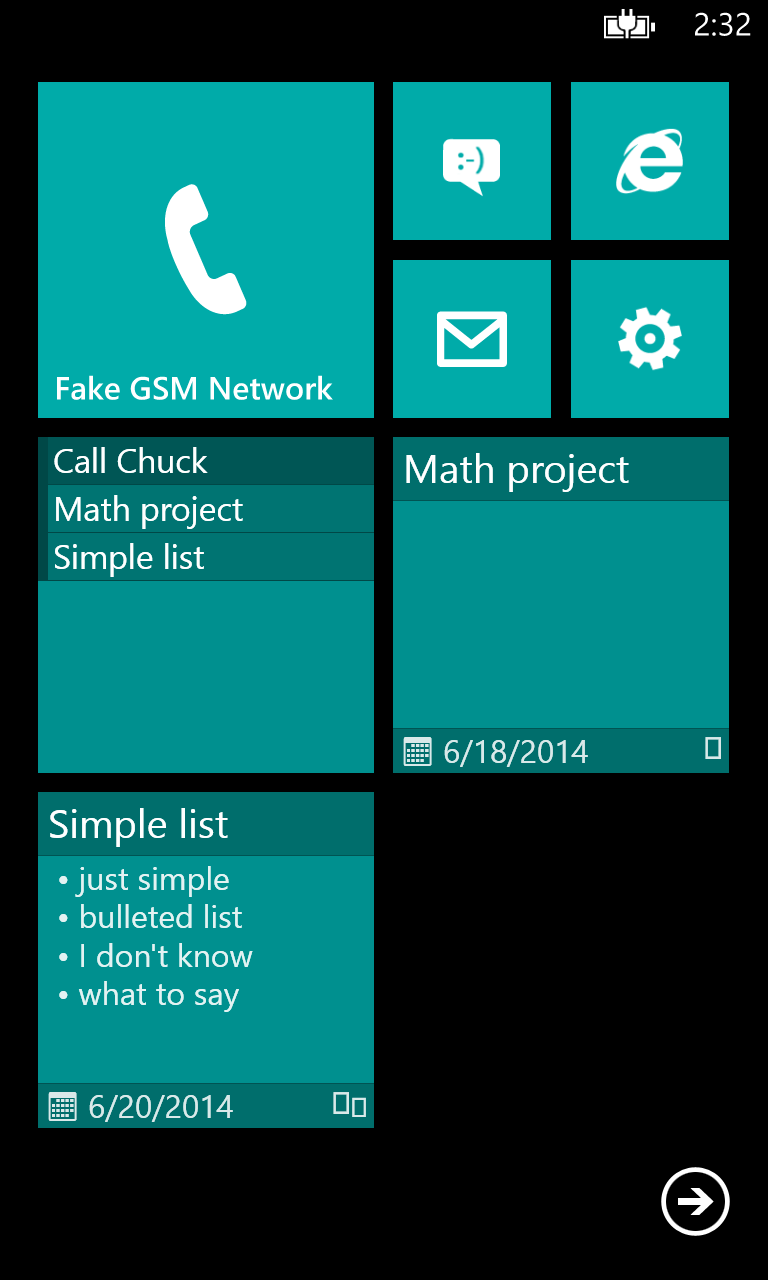 2:32
:-)
Fake GSM Network
Call Chuck
Math project
Simple list
Math project
6/18/2014
Simple list
• just simple
• bulleted list
• I don't know
• what to say
6/20/2014